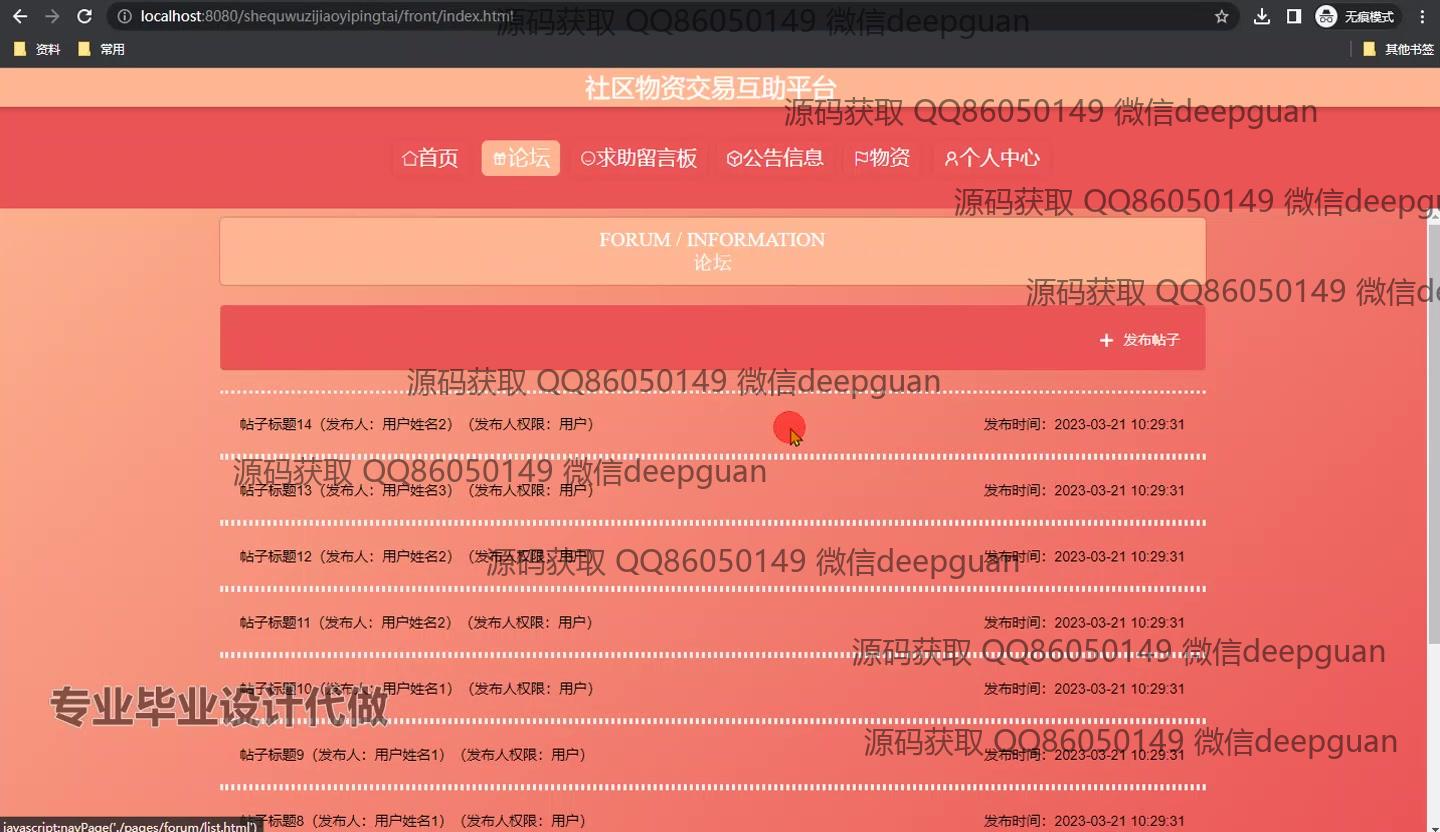 localhost:8080/shequwuzijiaoyipingtai/front/index.html
无痕模式
资料
常用
其他书签
源码获取 QQ86050149 微信deepguan
社区物资交易互助平台
源码获取 QQ86050149 微信deepguan
首页
论坛
求助留言板
公告信息
物资
个人中心
源码获取 QQ86050149 微信deepgu
FORUM / INFORMATION
论坛
源码获取 QQ86050149 微信de
发布帖子
源码获取 QQ86050149 微信deepguan
帖子标题14（发布人：用户姓名2）（发布人权限：用户） 发布时间：2023-03-21 10:29:31
源码获取 QQ86050149 微信deepguan
帖子标题13（发布人：用户姓名3）（发布人权限：用户） 发布时间：2023-03-21 10:29:31
帖子标题12（发布人：用户姓名2）（发布人权限：用户） 发布时间：2023-03-21 10:29:31
源码获取 QQ86050149 微信deepguan
帖子标题11（发布人：用户姓名2）（发布人权限：用户） 发布时间：2023-03-21 10:29:31
源码获取 QQ86050149 微信deepguan
帖子标题10（发布人：用户姓名1）（发布人权限：用户） 发布时间：2023-03-21 10:29:31
专业毕业设计代做
源码获取 QQ86050149 微信deepguan
帖子标题9（发布人：用户姓名1）（发布人权限：用户） 发布时间：2023-03-21 10:29:31
帖子标题8（发布人：用户姓名1）（发布人权限：用户） 发布时间：2023-03-21 10:29:31
javascript:navPage('./pages/forum/list.html')